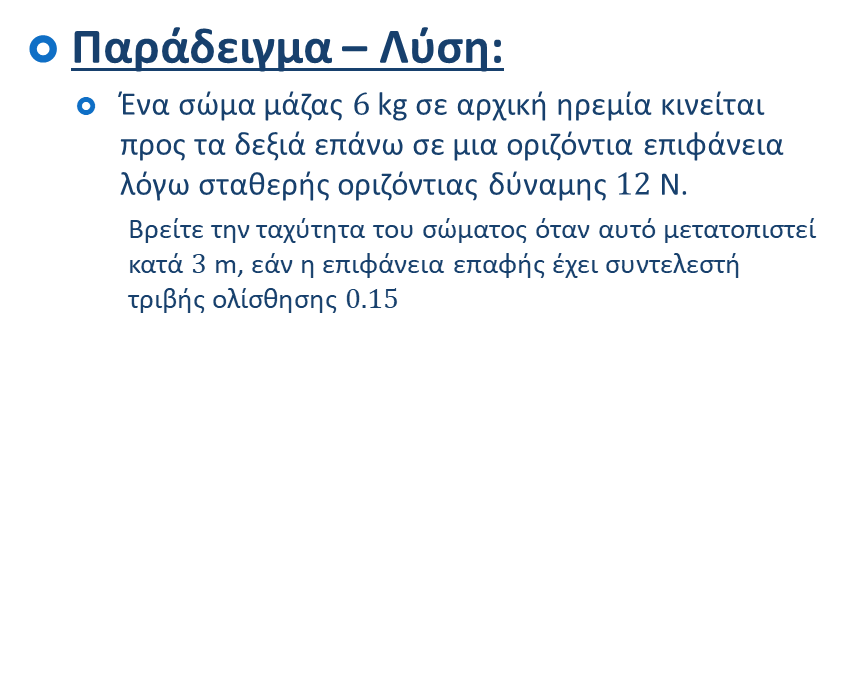 Παράδειγμα – Λύση:
Ένα σώμα μάζας 6 kg σε αρχική ηρεμία κινείται
προς τα δεξιά επάνω σε μια οριζόντια επιφάνεια
λόγω σταθερής οριζόντιας δύναμης 12 N.
Βρείτε την ταχύτητα του σώματος όταν αυτό μετατοπιστεί
κατά 3 m, εάν η επιφάνεια επαφής έχει συντελεστή
τριβής ολίσθησης 0.15